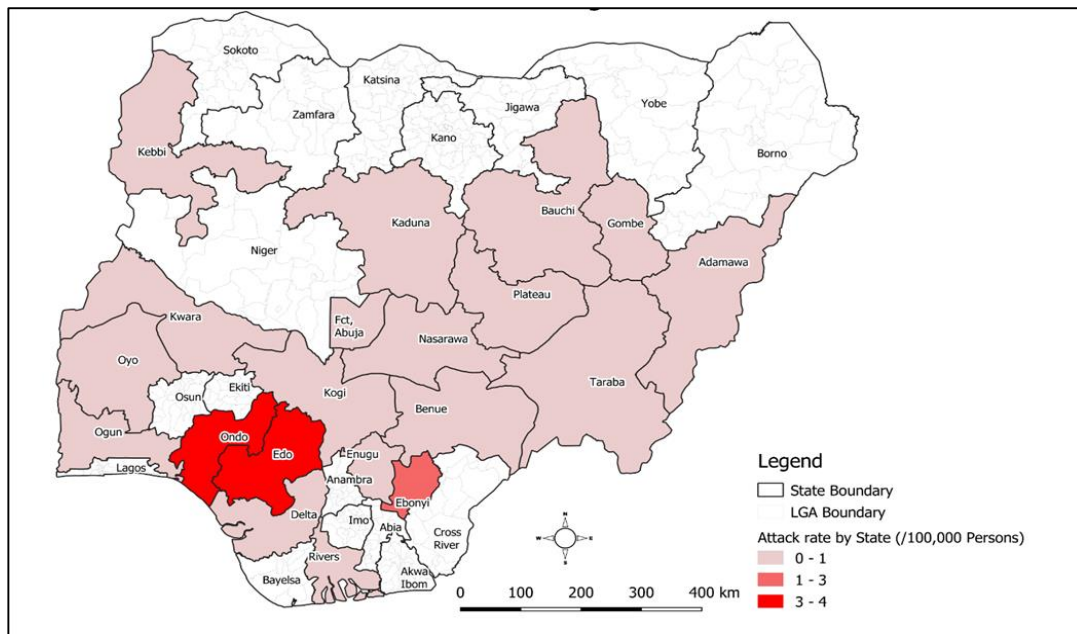 Sokoto
Katsina
Yobe
Jigawa
Zamfara
Kano
Borno
Kebbi
Bauchi
Kaduna
Gombe
Niger
Adamawa
Plateau
Kwara
Fct,
Abuja
Nasarawa
Oyo
Taraba
Ekiti
Kogi
Osun
Benue
Ogun
Ondo
Edo
Enugu
Lagos
Anambra
Ebonyi
Delta
Imo
Abia
Cross
River
Rivers
Bayelsa
Akwa
Ibom
N
W
E
S
0 100 200 300 400 km
Legend
State Boundary
LGA Boundary
Attack rate by State (/100,000 Persons)
0 - 1
1 - 3
3 - 4